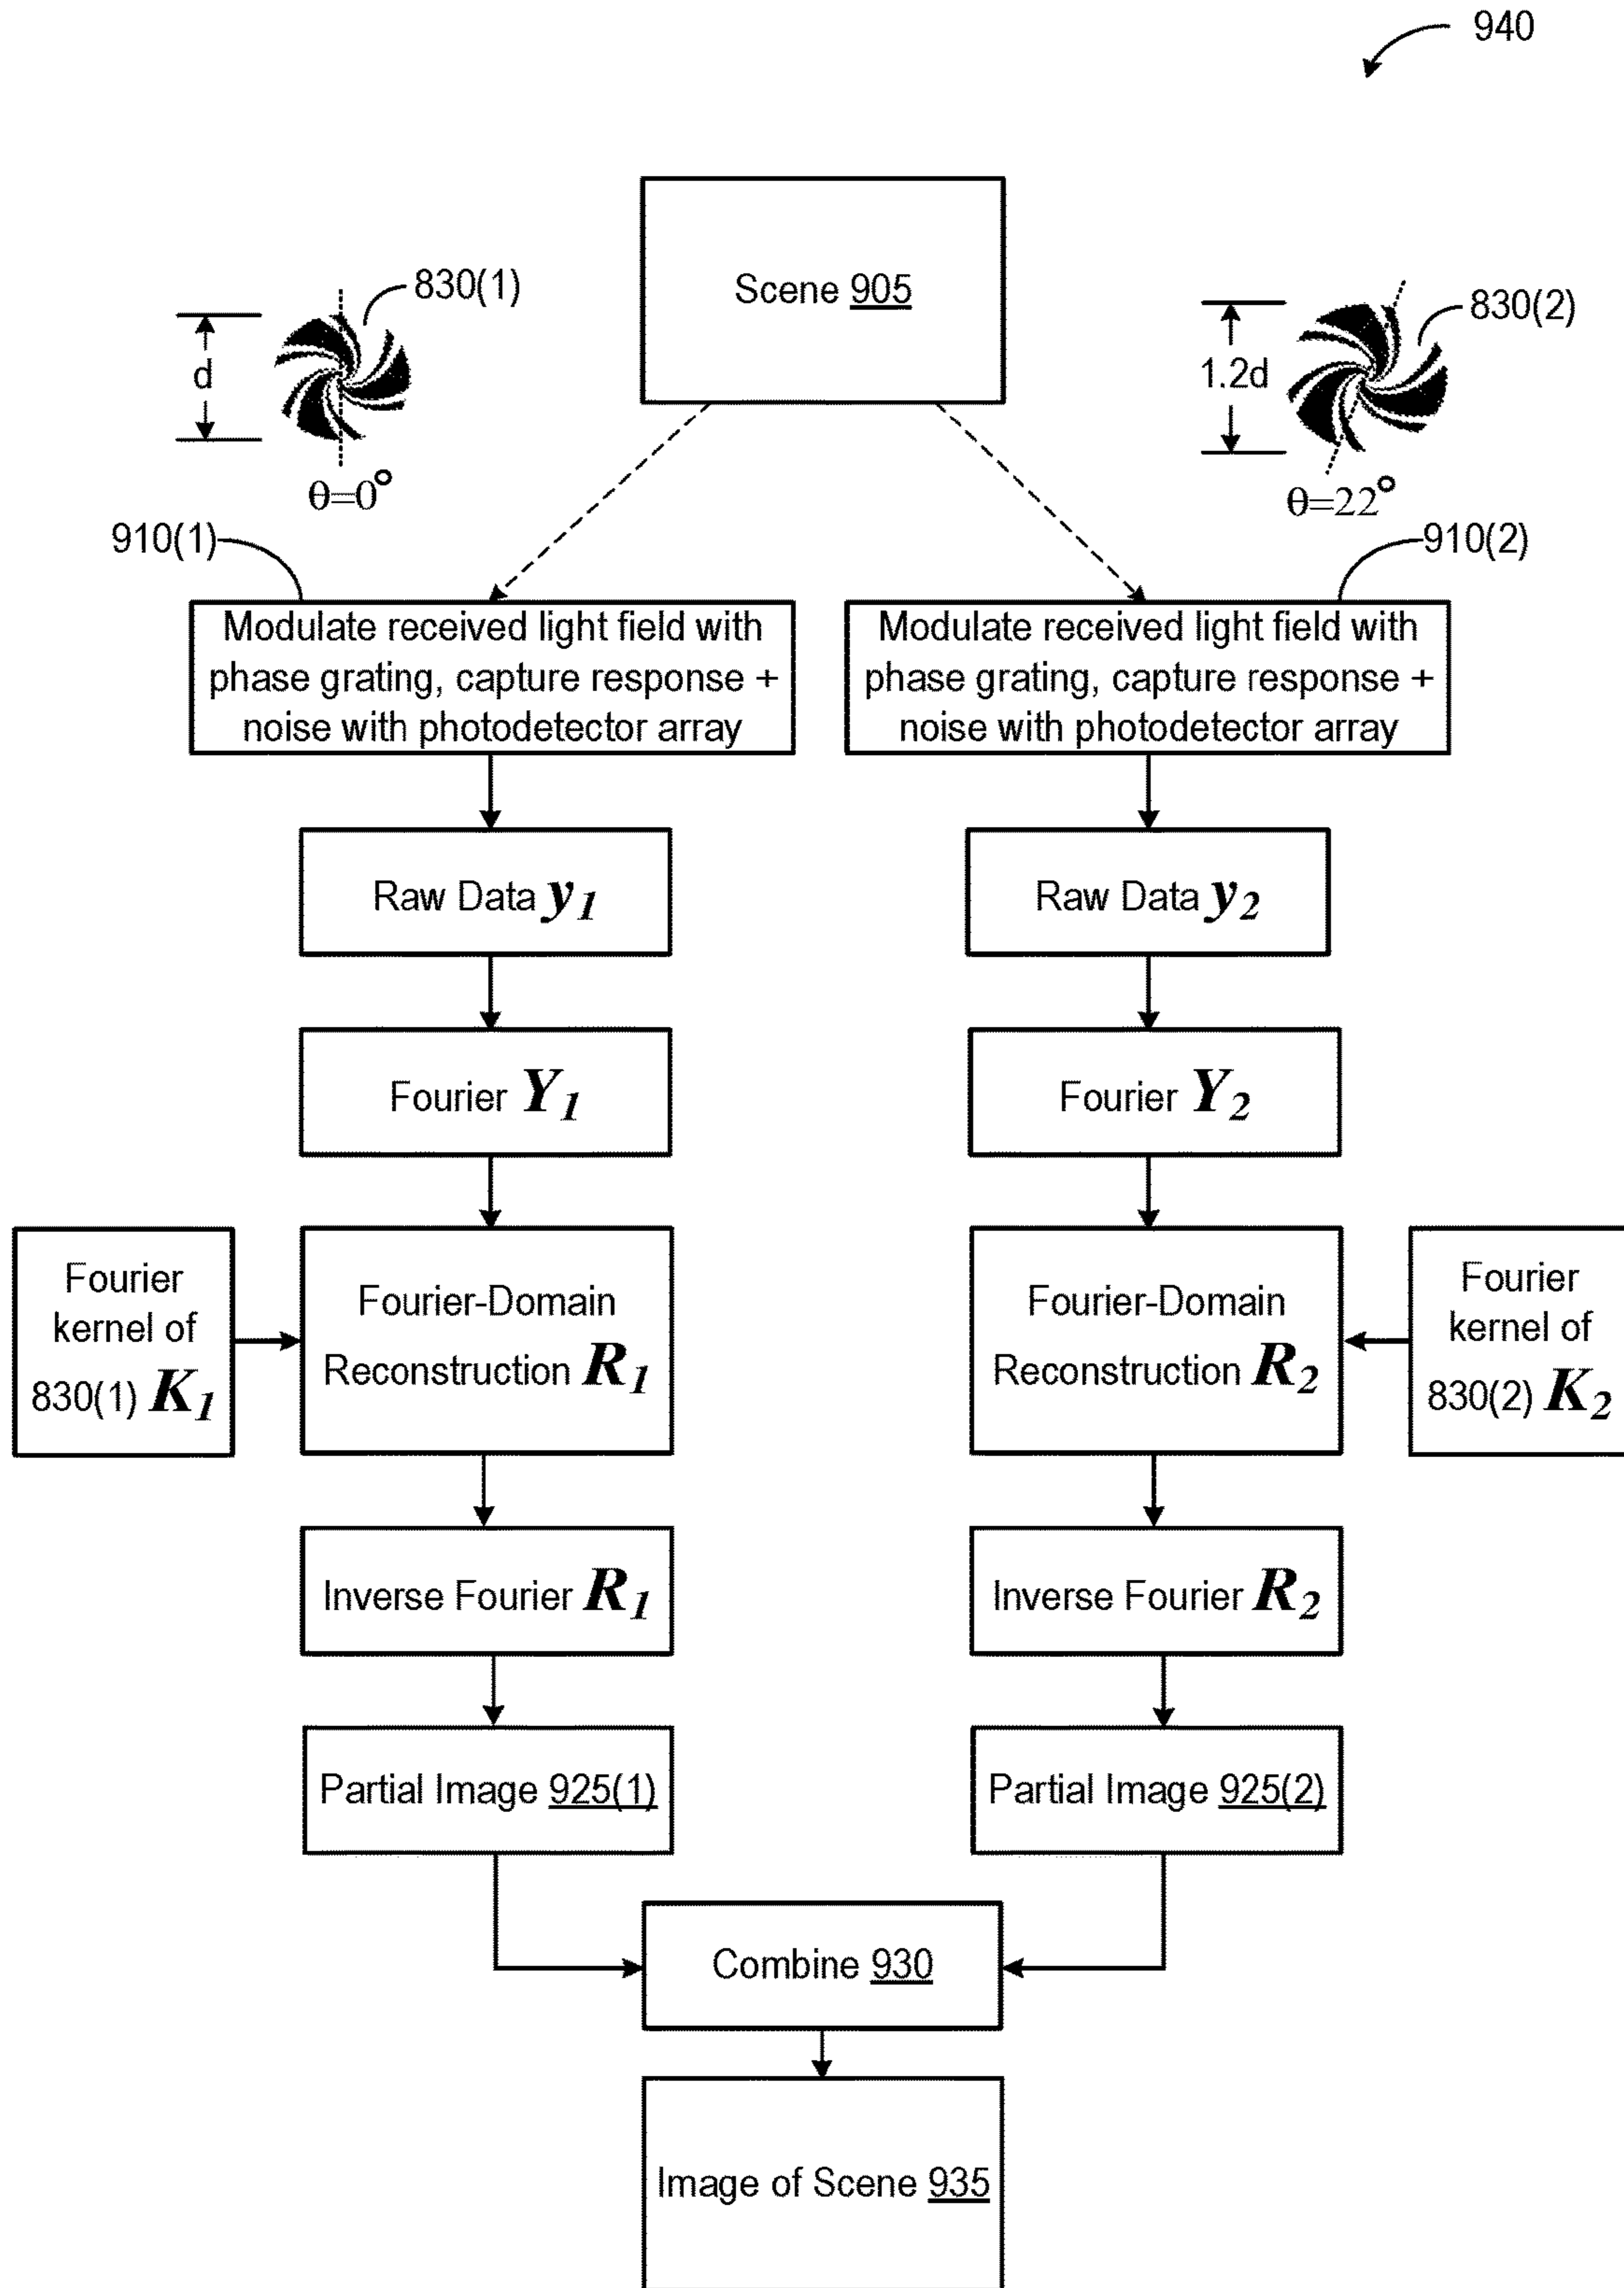 940
Scene 905
830(1)
830(2)
d
1.2d
θ=0°
θ=22°
910(1)
910(2)
Modulate received light field with
phase grating, capture response +
noise with photodetector array
Modulate received light field with
phase grating, capture response +
noise with photodetector array
Raw Data y1
Raw Data y2
Fourier Y1
Fourier Y2
Fourier
kernel of
830(1) K1
Fourier-Domain
Reconstruction R1
Fourier-Domain
Reconstruction R2
Fourier
kernel of
830(2) K2
Inverse Fourier R1
Inverse Fourier R2
Partial Image 925(1)
Partial Image 925(2)
Combine 930
Image of Scene 935